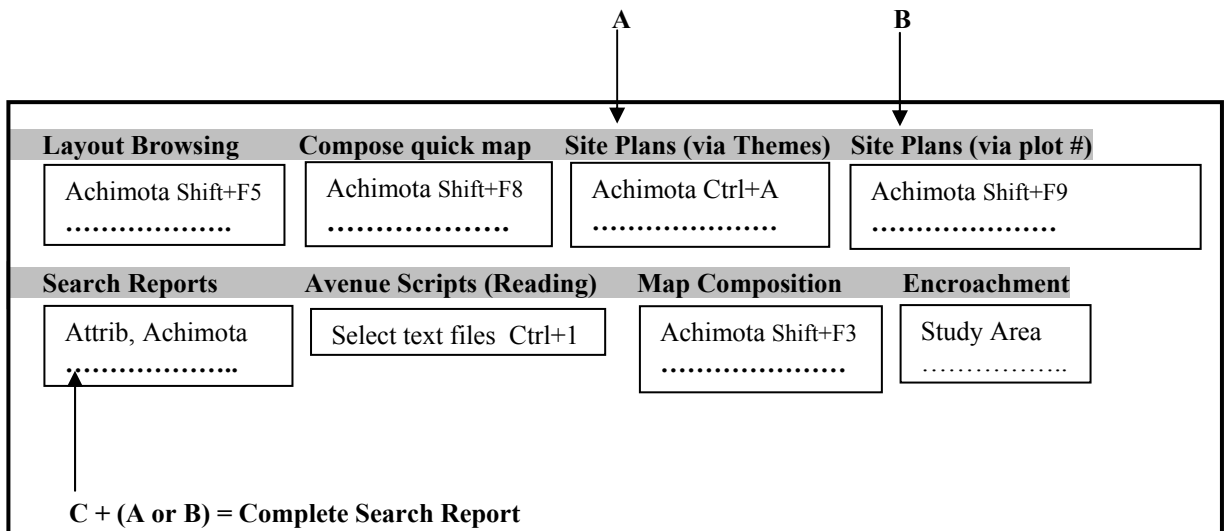 A B
Layout Browsing Compose quick map Site Plans (via Themes) Site Plans (via plot #)
Achimota Shift+F5 Achimota Shift+F8 Achimota Ctrl+A Achimota Shift+F9
................... .................... .................... ....................
Search Reports Avenue Scripts (Reading) Map Composition Encroachment
Attrib, Achimota Select text files Ctrl+1 Achimota Shift+F3 Study Area
................... ..................... ……………..
C + (A or B) = Complete Search Report